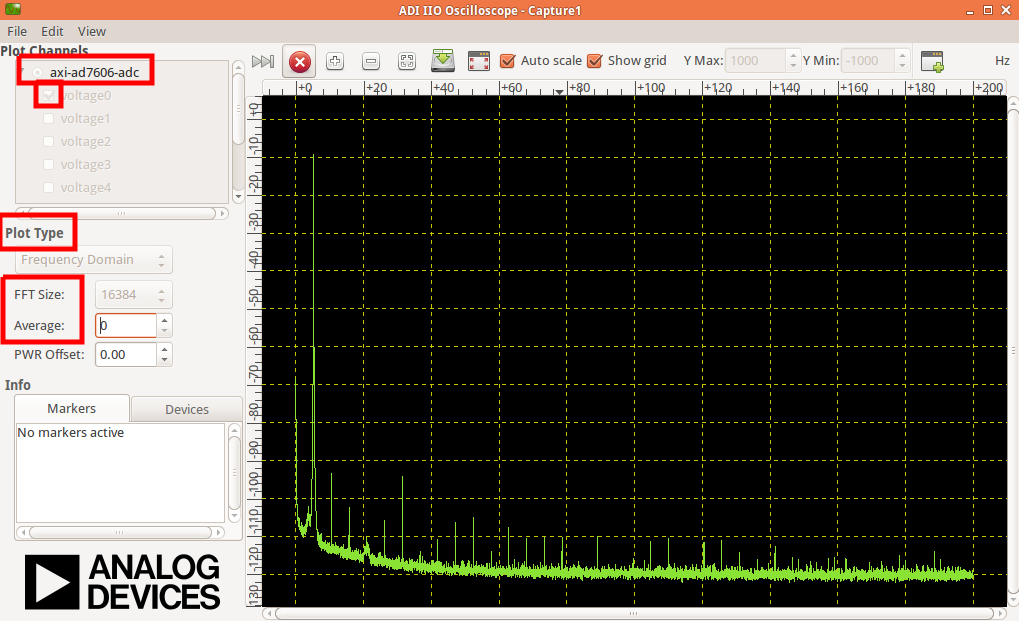 ADI IIO Oscilloscope - Capture1
File Edit View
Plot Channels
axi-ad7606-adc
voltage0
voltage1
voltage2
voltage3
voltage4
Auto scale Show grid Y Max: 1000 Y Min: -1000 Hz
+0 +20 +40 +60 +80 +100 +120 +140 +160 +180 +200
+0
-10
-20
-30
-40
-50
-60
-70
-80
-90
-100
-110
-120
-130
Plot Type
Frequency Domain
FFT Size: 16384
Average: 0
PWR Offset: 0.00
Info
Markers Devices
No markers active
ANALOG
DEVICES